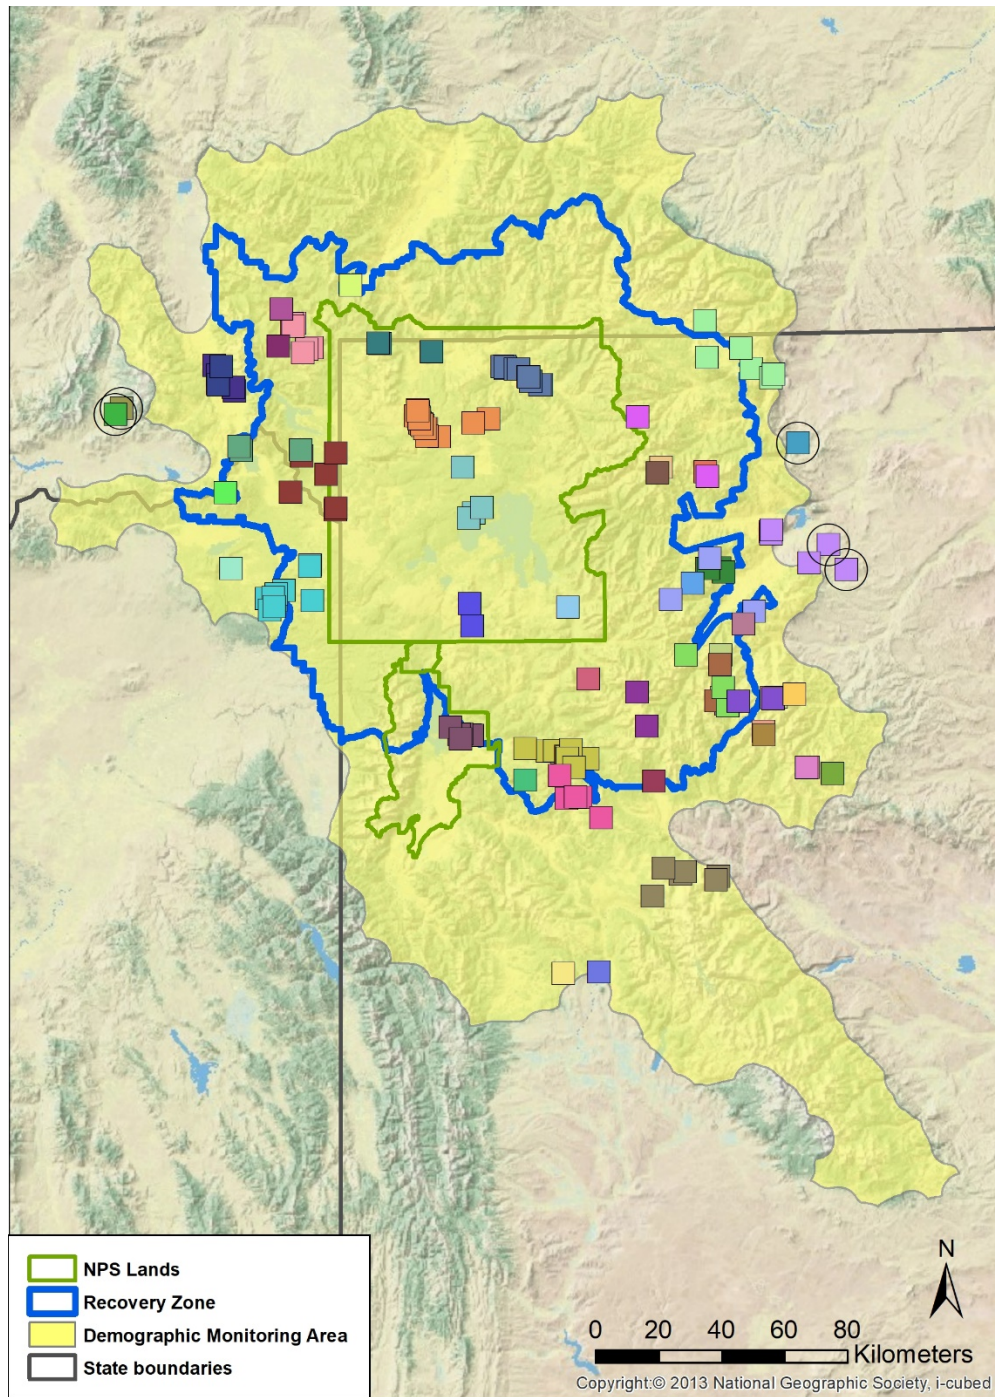 NPS Lands
Recovery Zone
Demographic Monitoring Area
State boundaries
N
0 20 40 60 80
Kilometers
Copyright:© 2013 National Geographic Society, i-cubed